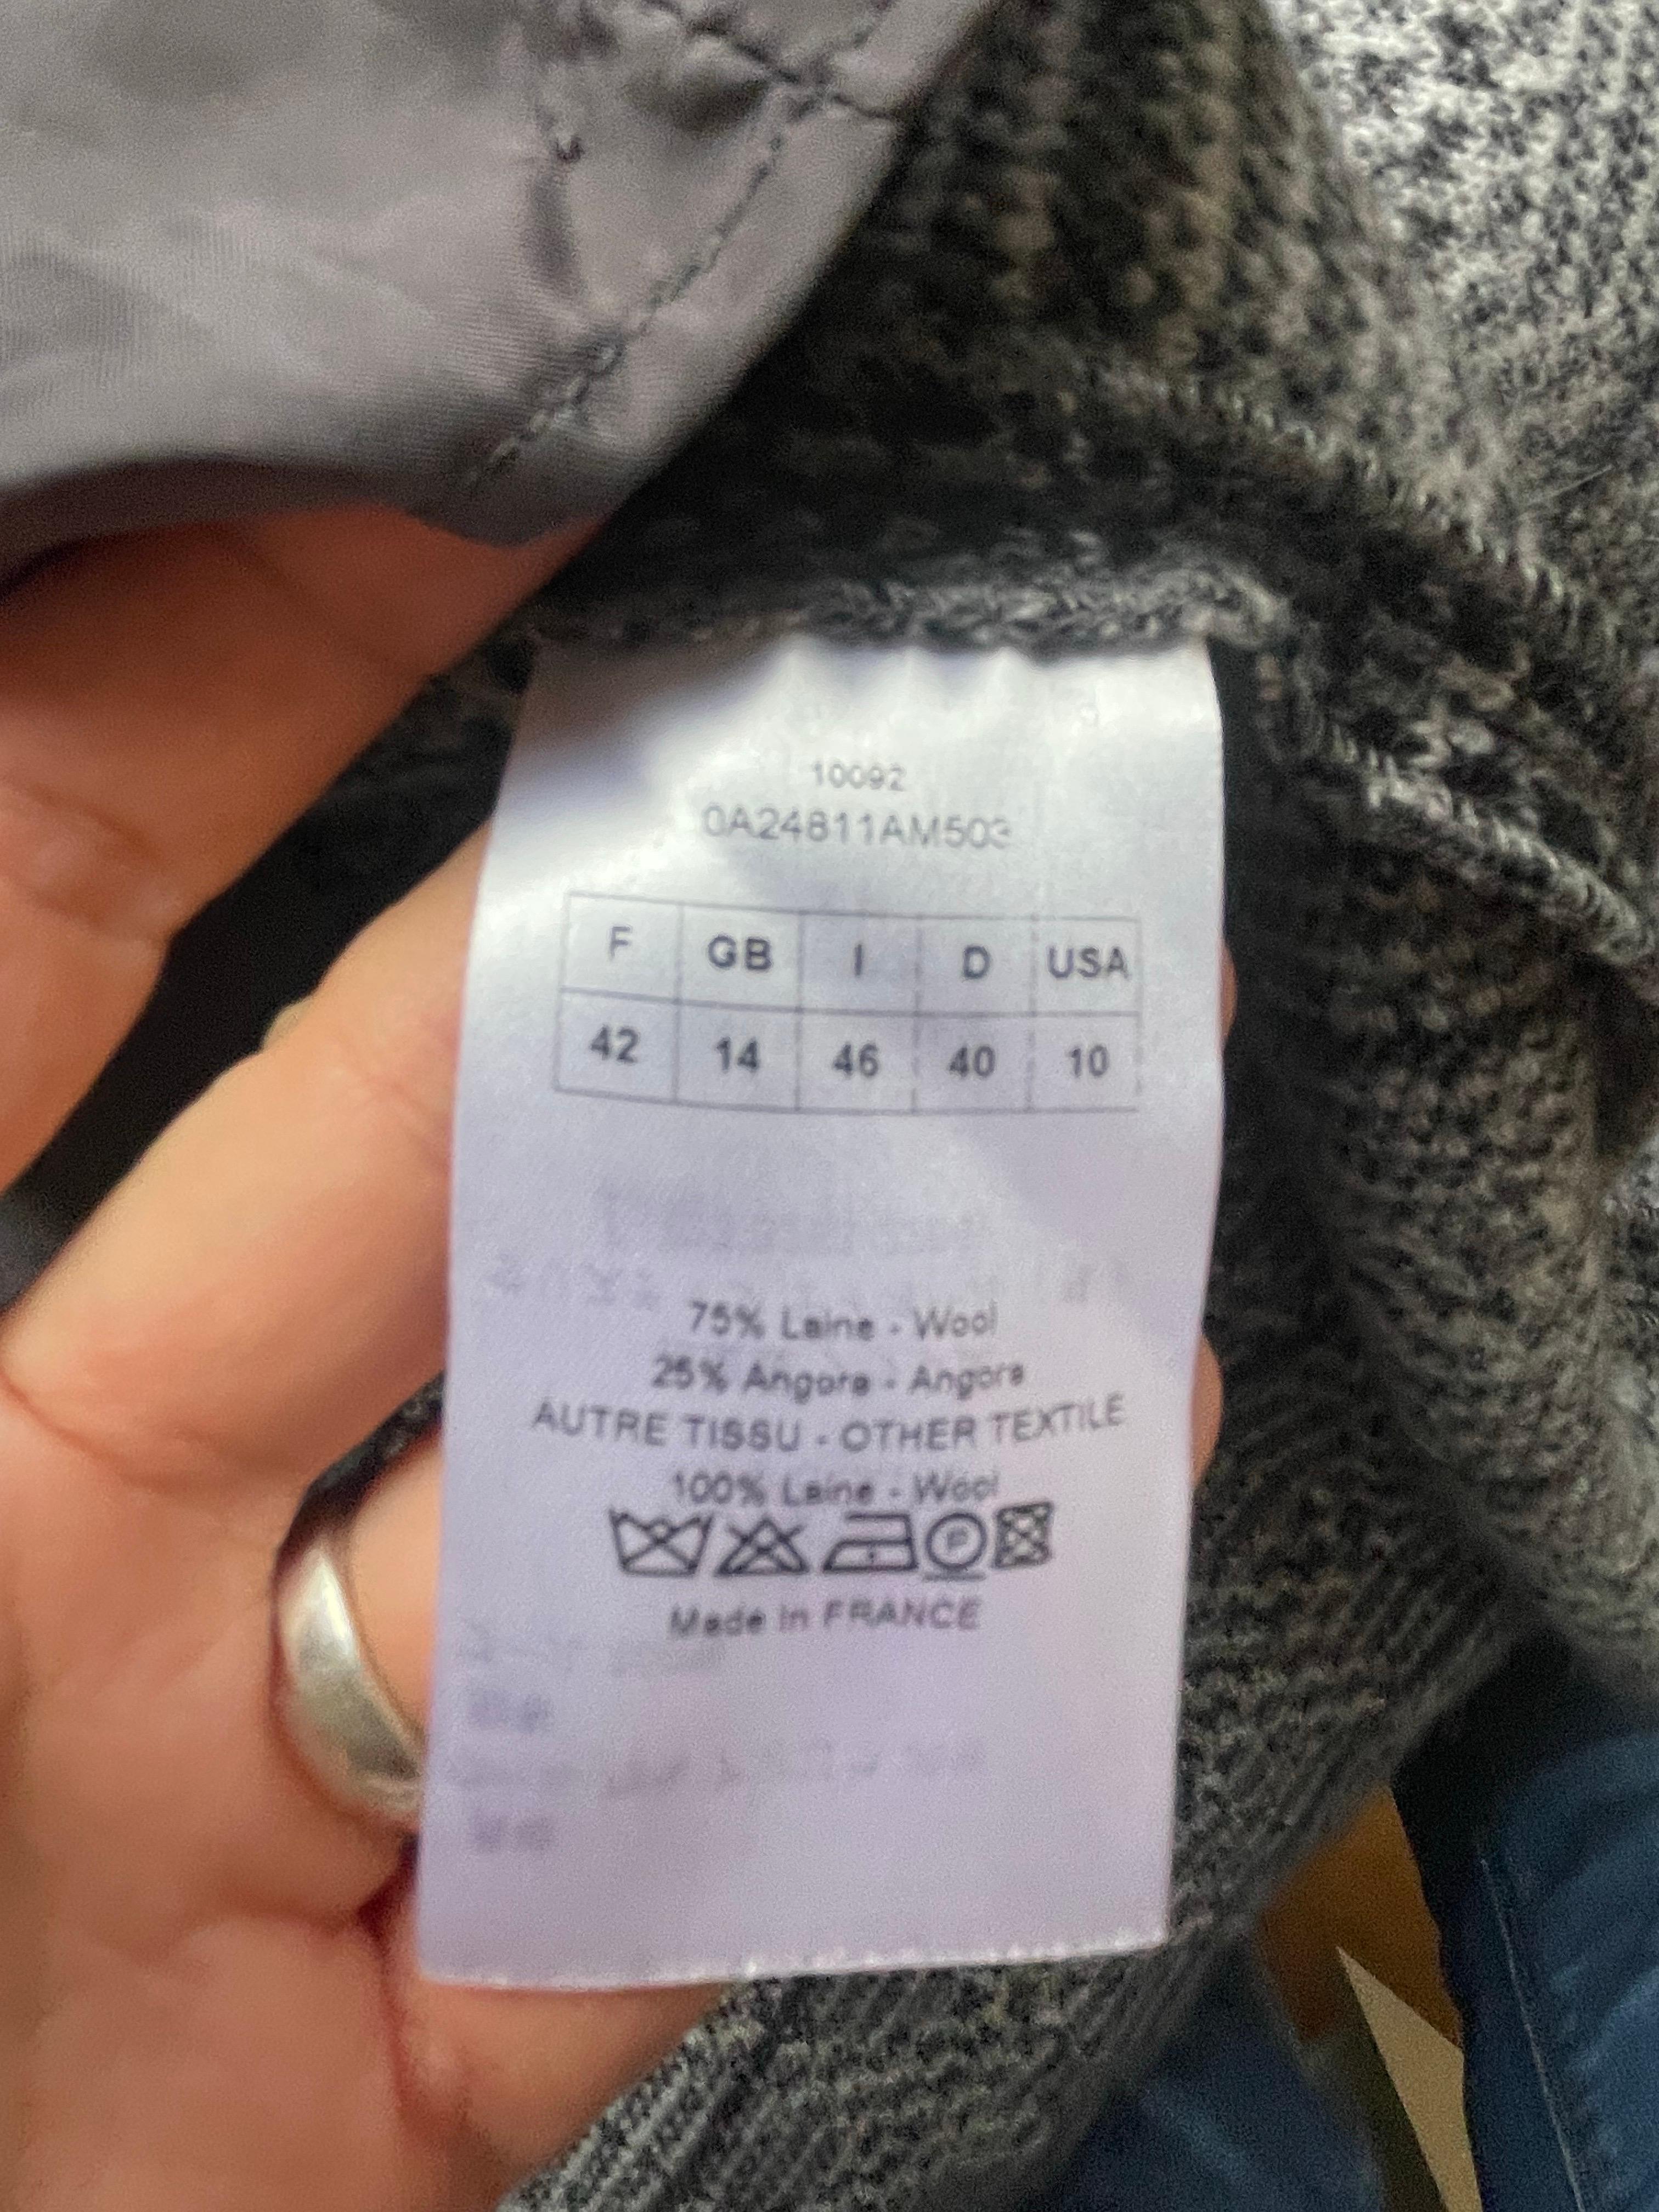 10092
0A24811AM503
F GB I D USA
42 14 46 40 10
75% Laine - Wool
25% Angora - Angora
AUTRE TISSU - OTHER TEXTILE
100% Laine - Wool
P
Made in FRANCE